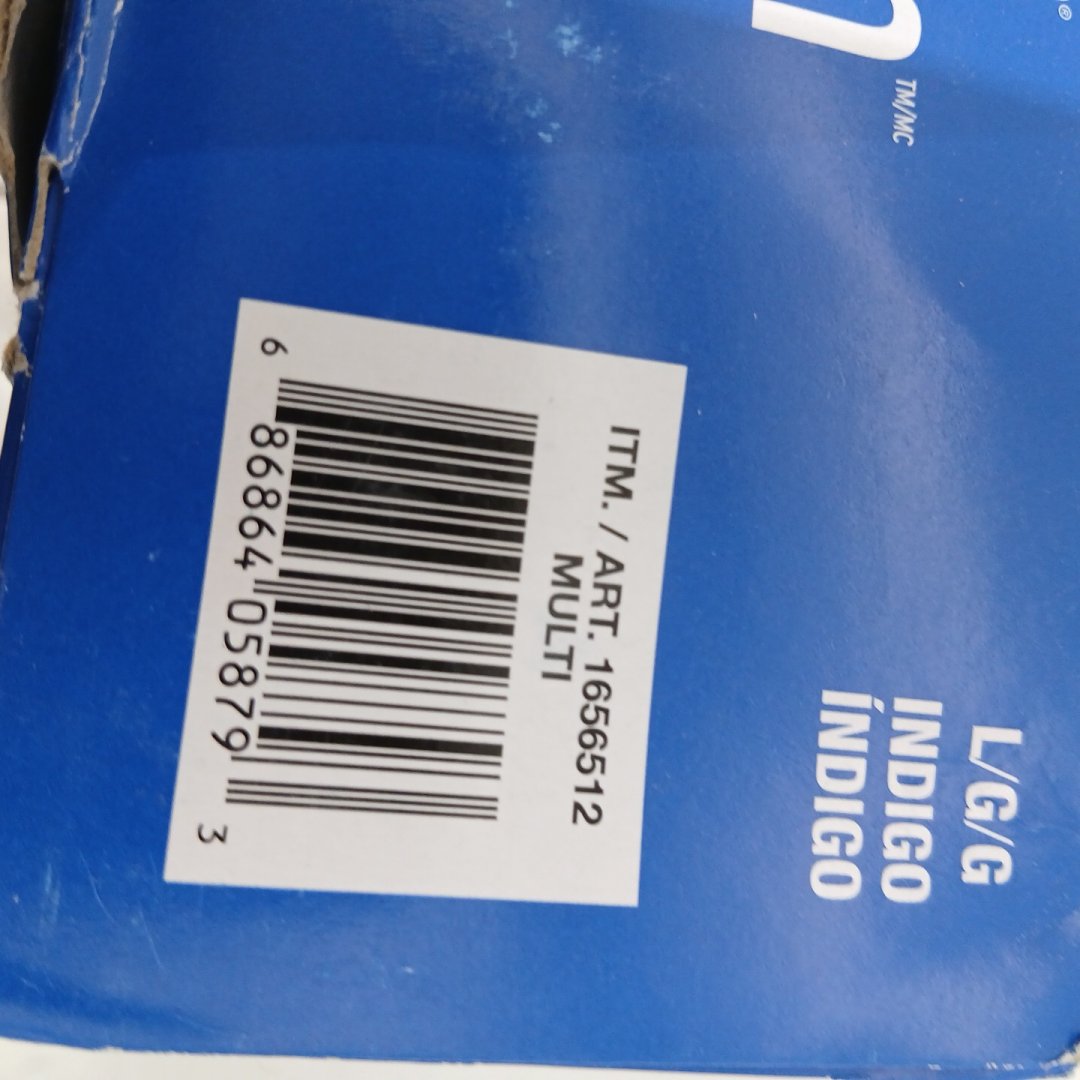 TM/MC
®
ITM. / ART. 1656512
MULTI
6 86864 05879 3
L/G/G
INDIGO
ÍNDIGO